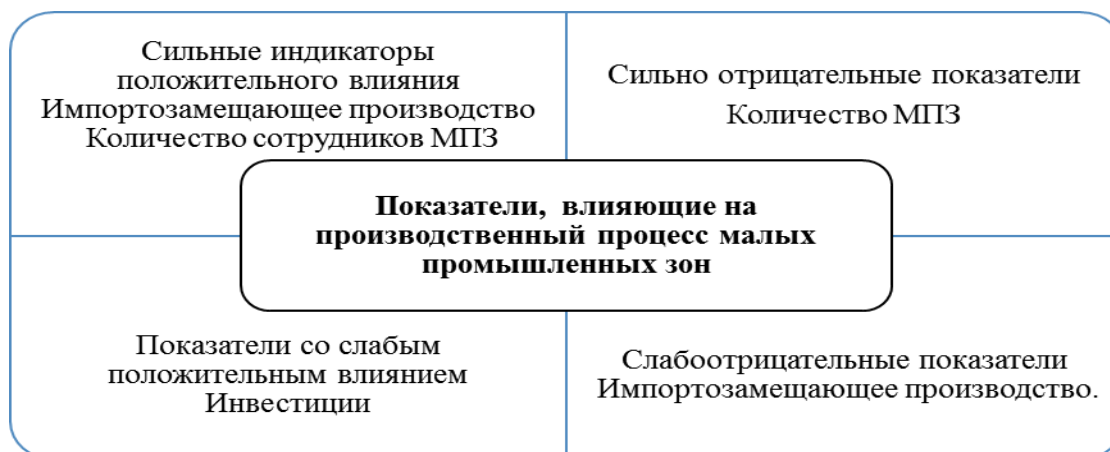 Сильные индикаторы
положительного влияния
Импортозамещающее производство
Количество сотрудников МПЗ
Сильно отрицательные показатели
Количество МПЗ
Показатели, влияющие на
производственный процесс малых
промышленных зон
Показатели со слабым
положительным влиянием
Инвестиции
Слабоотрицательные показатели
Импортозамещающее производство.